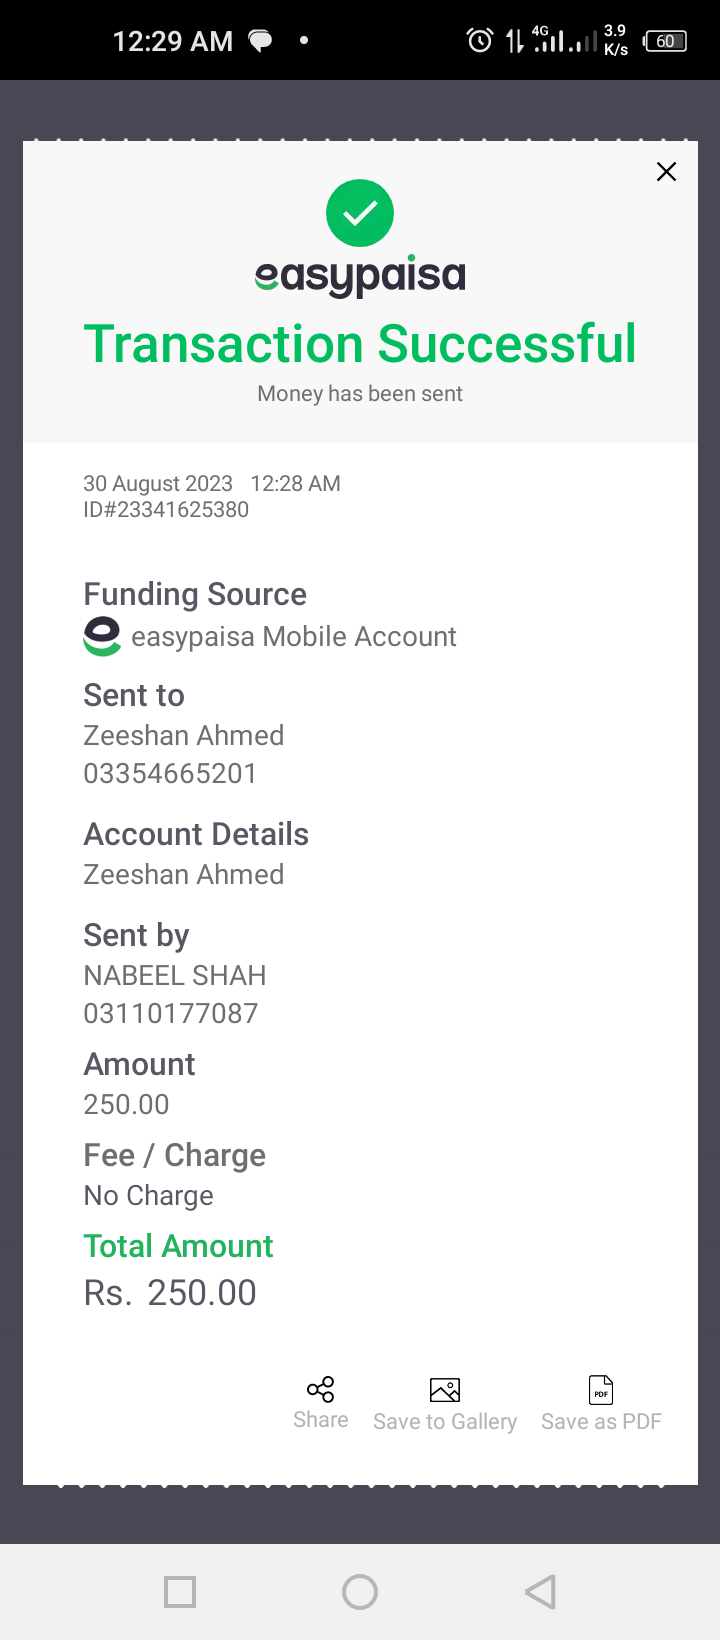 12:29 AM
4G
3.9
K/s
60
easypaisa
Transaction Successful
Money has been sent
30 August 2023 12:28 AM
ID#23341625380
Funding Source
easypaisa Mobile Account
Sent to
Zeeshan Ahmed
03354665201
Account Details
Zeeshan Ahmed
Sent by
NABEEL SHAH
03110177087
Amount
250.00
Fee / Charge
No Charge
Total Amount
Rs. 250.00
PDF
Share Save to Gallery Save as PDF